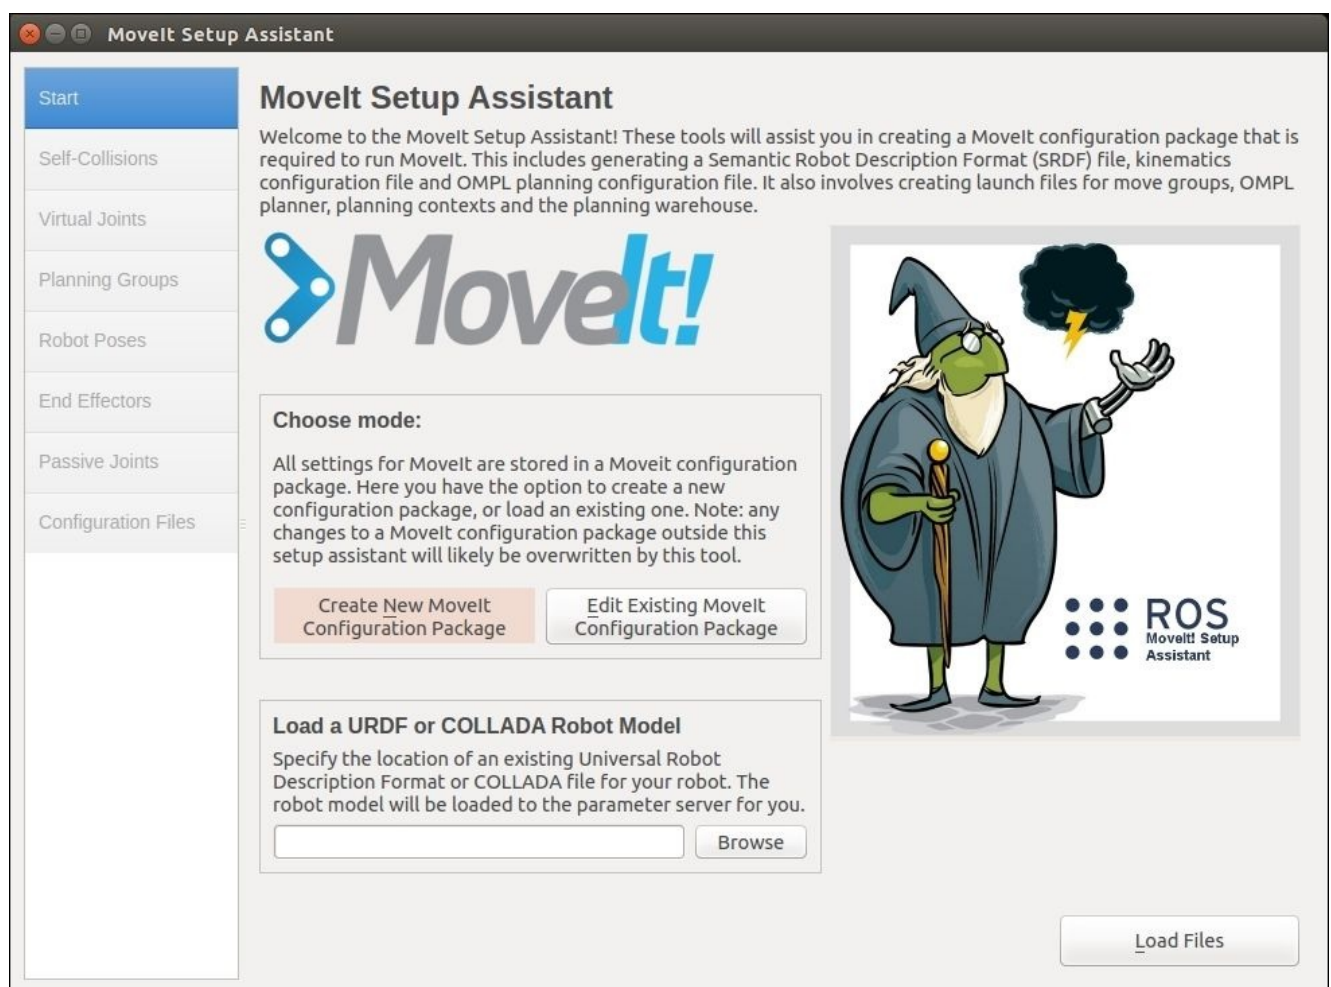 MoveIt Setup Assistant
Start
Self-Collisions
Virtual Joints
Planning Groups
Robot Poses
End Effectors
Passive Joints
Configuration Files
MoveIt Setup Assistant
Welcome to the MoveIt Setup Assistant! These tools will assist you in creating a MoveIt configuration package that is
required to run MoveIt. This includes generating a Semantic Robot Description Format (SRDF) file, kinematics
configuration file and OMPL planning configuration file. It also involves creating launch files for move groups, OMPL
planner, planning contexts and the planning warehouse.
MoveIt!
Choose mode:
All settings for MoveIt are stored in a Moveit configuration
package. Here you have the option to create a new
configuration package, or load an existing one. Note: any
changes to a MoveIt configuration package outside this
setup assistant will likely be overwritten by this tool.
Create New MoveIt
Configuration Package
Edit Existing MoveIt
Configuration Package
ROS
MoveIt! Setup
Assistant
Load a URDF or COLLADA Robot Model
Specify the location of an existing Universal Robot
Description Format or COLLADA file for your robot. The
robot model will be loaded to the parameter server for you.
Browse
Load Files